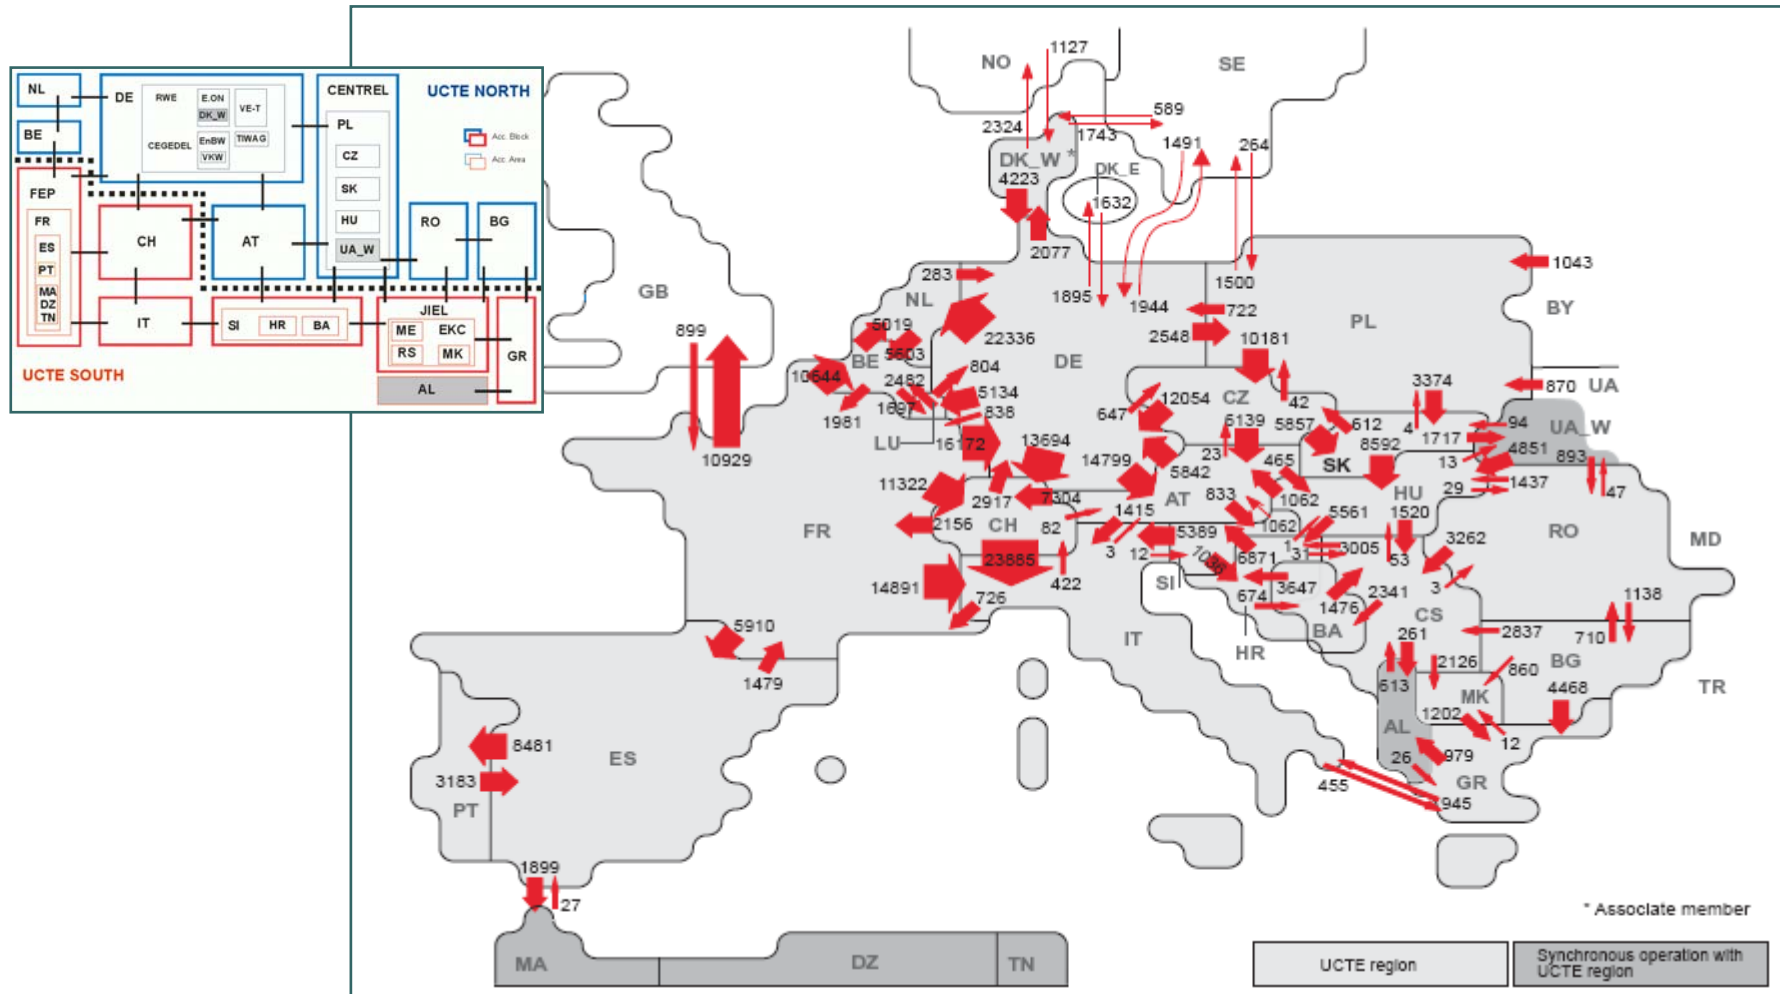 NL
DE
RWE
E.ON
DK_W
VE-T
CEGEDEL
EnBW
VKW
TIWAG
CENTREL
UCTE NORTH
PL
Acc. Block
Acc. Area
BE
CZ
SK
FEP
HU
UA_W
RO
BG
FR
CH
AT
ES
PT
MA
DZ
TN
IT
SI
HR
BA
JIEL
ME
EKC
RS
MK
GR
UCTE SOUTH
AL
NO
1127
SE
589
2324
1743
1491
264
DK_W *
DK_E
4223
1632
2077
283
1895
1944
1500
1043
GB
NL
722
BY
899
5019
22336
2548
10181
PL
5603
BE
DE
10644
2482
804
3374
870
UA
5134
CZ
42
1697
838
647
12054
6139
5857
612
4
94
UA_W
1981
LU
16172
13694
23
8592
1717
4851
10929
14799
465
SK
13
893
5842
11322
2917
7304
AT
833
1062
HU
29
1437
47
FR
2156
CH
82
1415
1062
5561
1520
RO
3
5389
3262
MD
23885
12
6871
1
31
3005
53
1036
14891
422
SI
3647
3
726
674
1476
2341
1138
5910
IT
BA
CS
2837
710
261
HR
2126
860
BG
1479
613
MK
4468
TR
1202
AL
12
8481
ES
26
979
3183
455
945
GR
PT
1899
27
* Associate member
MA
DZ
TN
UCTE region
Synchronous operation with
UCTE region